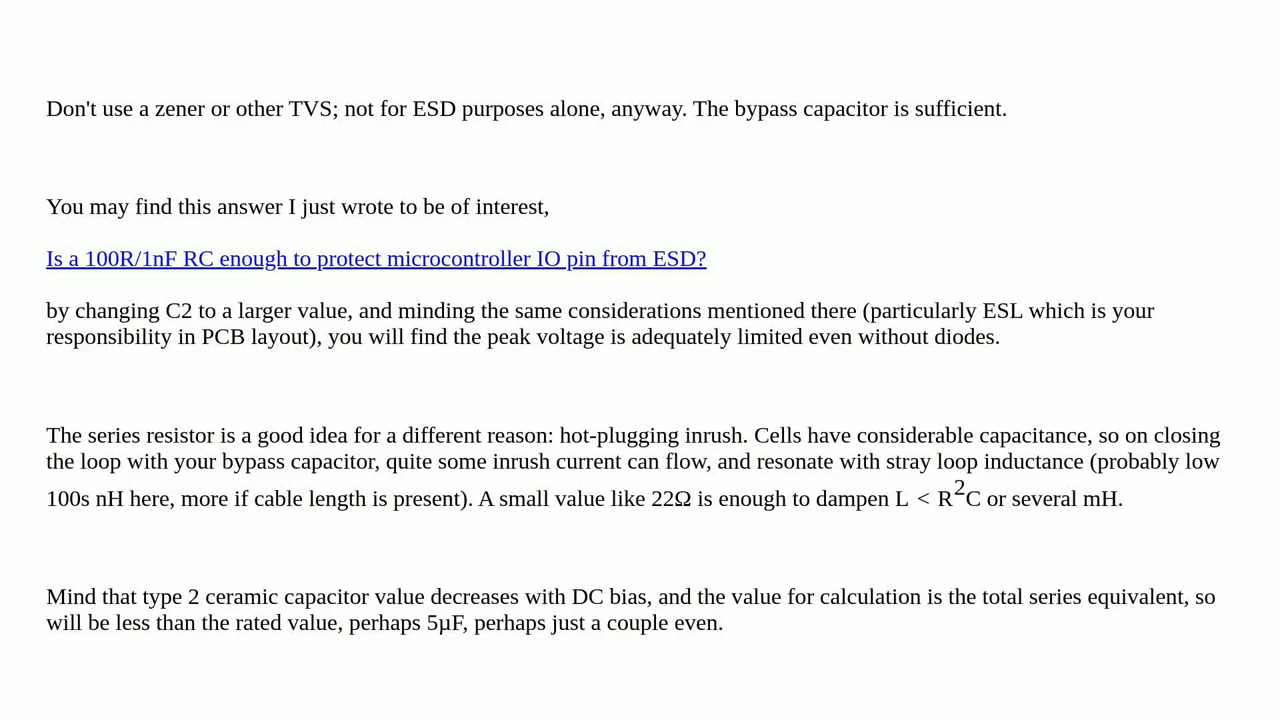 Don't use a zener or other TVS; not for ESD purposes alone, anyway. The bypass capacitor is sufficient.
You may find this answer I just wrote to be of interest,
Is a 100R/1nF RC enough to protect microcontroller IO pin from ESD?
by changing C2 to a larger value, and minding the same considerations mentioned there (particularly ESL which is your
responsibility in PCB layout), you will find the peak voltage is adequately limited even without diodes.
The series resistor is a good idea for a different reason: hot-plugging inrush. Cells have considerable capacitance, so on closing
the loop with your bypass capacitor, quite some inrush current can flow, and resonate with stray loop inductance (probably low
100s nH here, more if cable length is present). A small value like 22Ω is enough to dampen L < R²C or several mH.
Mind that type 2 ceramic capacitor value decreases with DC bias, and the value for calculation is the total series equivalent, so
will be less than the rated value, perhaps 5µF, perhaps just a couple even.